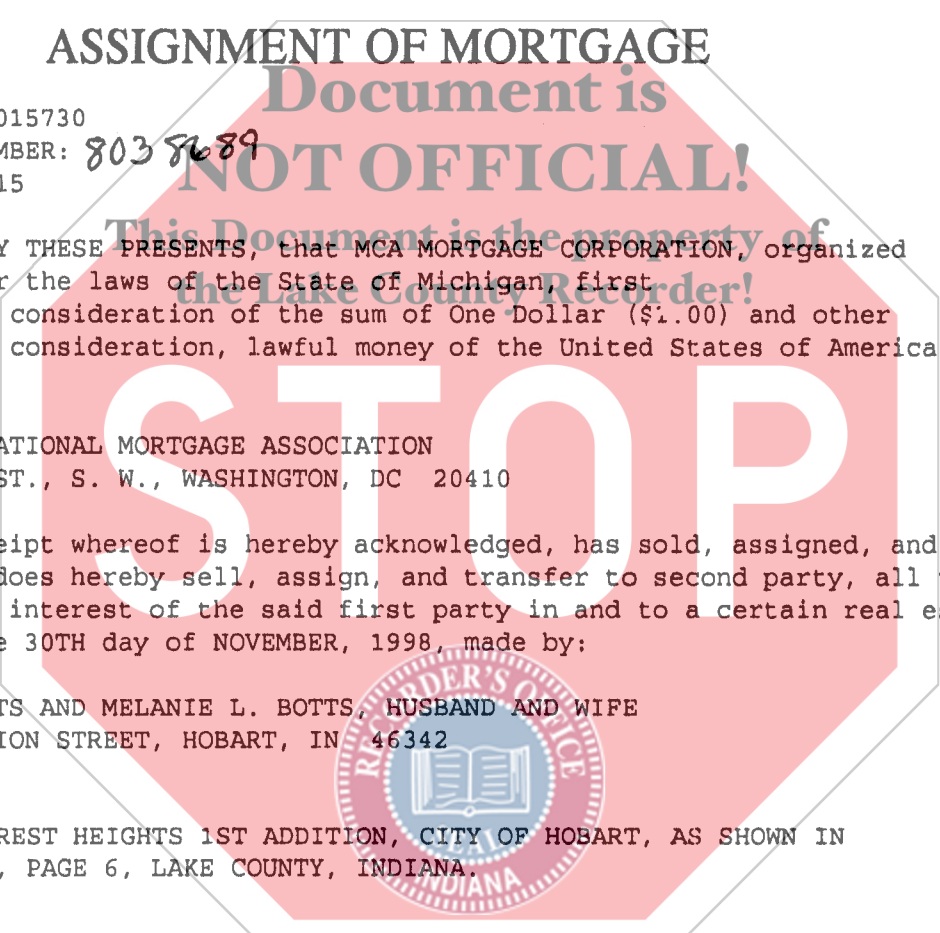 ASSIGNMENT OF MORTGAGE
Document is
015730
MBER: 8038689
NOT OFFICIAL!
15
This Document is the property of
Y THESE PRESENTS, that MCA MORTGAGE CORPORATION, organized
r the laws of the State of Michigan, first
the Lake County Recorder!
consideration of the sum of One Dollar ($1.00) and other
consideration, lawful money of the United States of America
STOP
ATIONAL MORTGAGE ASSOCIATION
ST., S. W., WASHINGTON, DC 20410
eipt whereof is hereby acknowledged, has sold, assigned, and
does hereby sell, assign, and transfer to second party, all
interest of the said first party in and to a certain real e
e 30TH day of NOVEMBER, 1998, made by:
TS AND MELANIE L. BOTTS, HUSBAND AND WIFE
ION STREET, HOBART, IN 46342
RECORDER'S OFFICE
REST HEIGHTS 1ST ADDITION, CITY OF HOBART, AS SHOWN IN
SEAL
, PAGE 6, LAKE COUNTY, INDIANA.
INDIANA